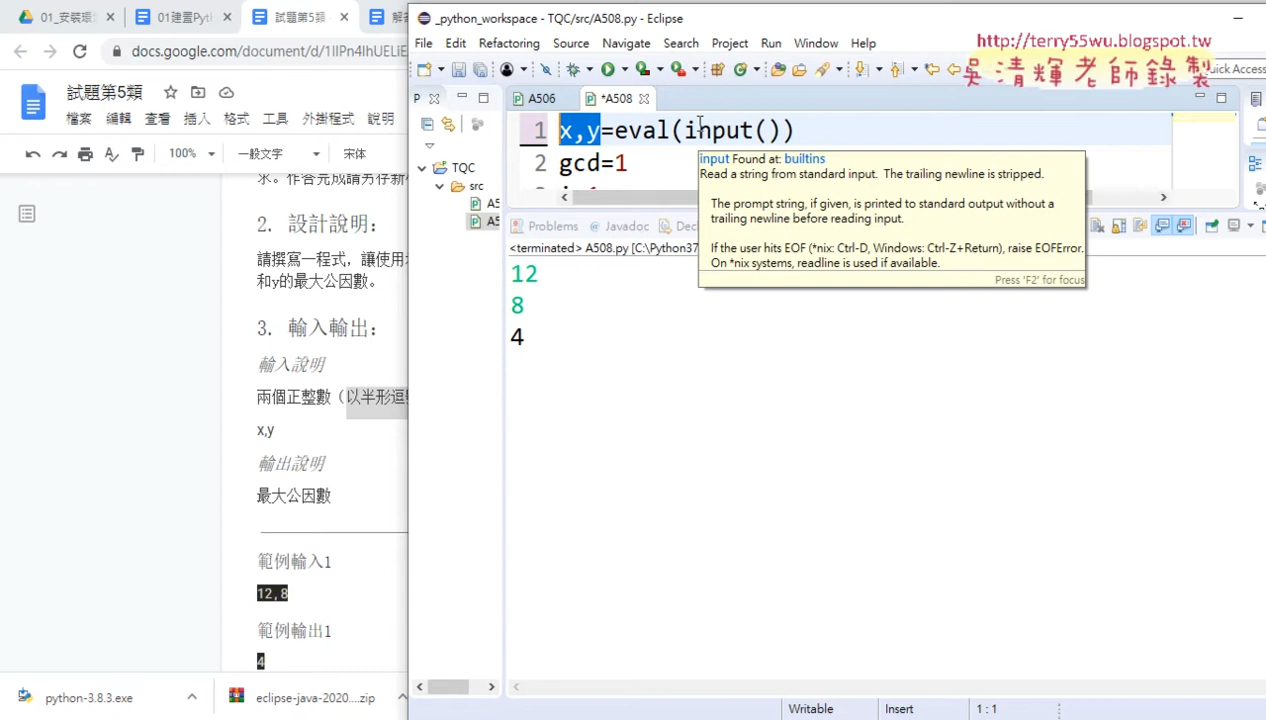 01_安裝環
01建置Pyt
試題第5類
解答
docs.google.com/document/d/1IIPn4IhUELiE
試題第5類
檔案 編輯 查看 插入 格式 工具 外掛程式 說明
100% 一般文字 宋体
2. 設計說明:
請撰寫一程式，讓使用
和y的最大公因數。
3. 輸入輸出:
輸入說明
兩個正整數（以半形逗
x,y
輸出說明
最大公因數
範例輸入1
12,8
範例輸出1
4
python-3.8.3.exe
eclipse-java-2020....zip
_python_workspace - TQC/src/A508.py - Eclipse
File Edit Refactoring Source Navigate Search Project Run Window Help
http://terry55wu.blogspot.tw
吳清輝老師錄製
Quick Access
P
A506
*A508
TQC
src
A5
A5
1 x,y=eval(input())
2 gcd=1
input Found at: builtins
Read a string from standard input. The trailing newline is stripped.
The prompt string, if given, is printed to standard output without a
trailing newline before reading input.
If the user hits EOF (*nix: Ctrl-D, Windows: Ctrl-Z+Return), raise EOFError.
On *nix systems, readline is used if available.
Press 'F2' for focus
Problems @ Javadoc Dec
<terminated> A508.py [C:\Python37
12
8
4
Writable Insert 1 : 1